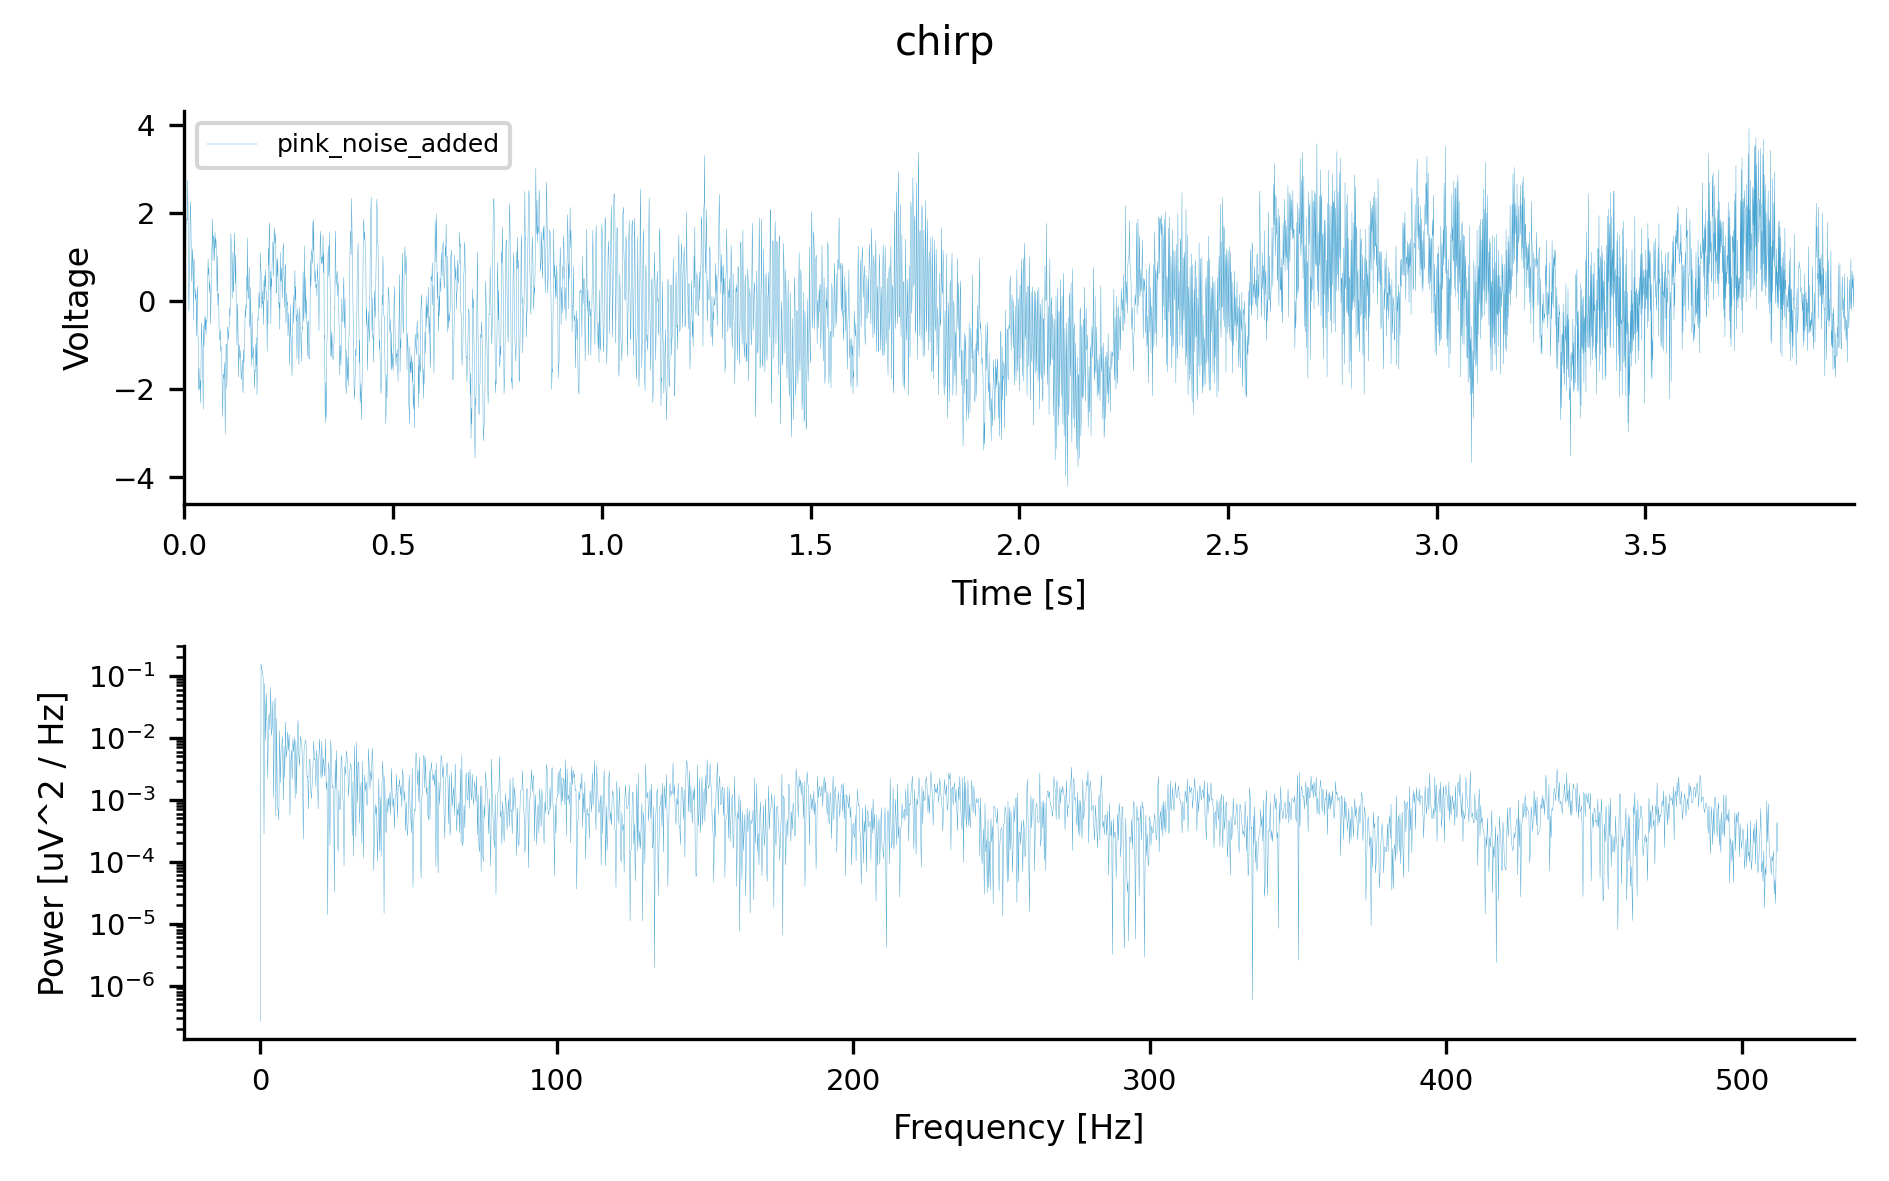 chirp
4
2
0
−2
−4
Voltage
pink_noise_added
0.0 0.5 1.0 1.5 2.0 2.5 3.0 3.5
Time [s]
10⁻¹
10⁻²
10⁻³
10⁻⁴
10⁻⁵
10⁻⁶
Power [uV^2 / Hz]
0 100 200 300 400 500
Frequency [Hz]